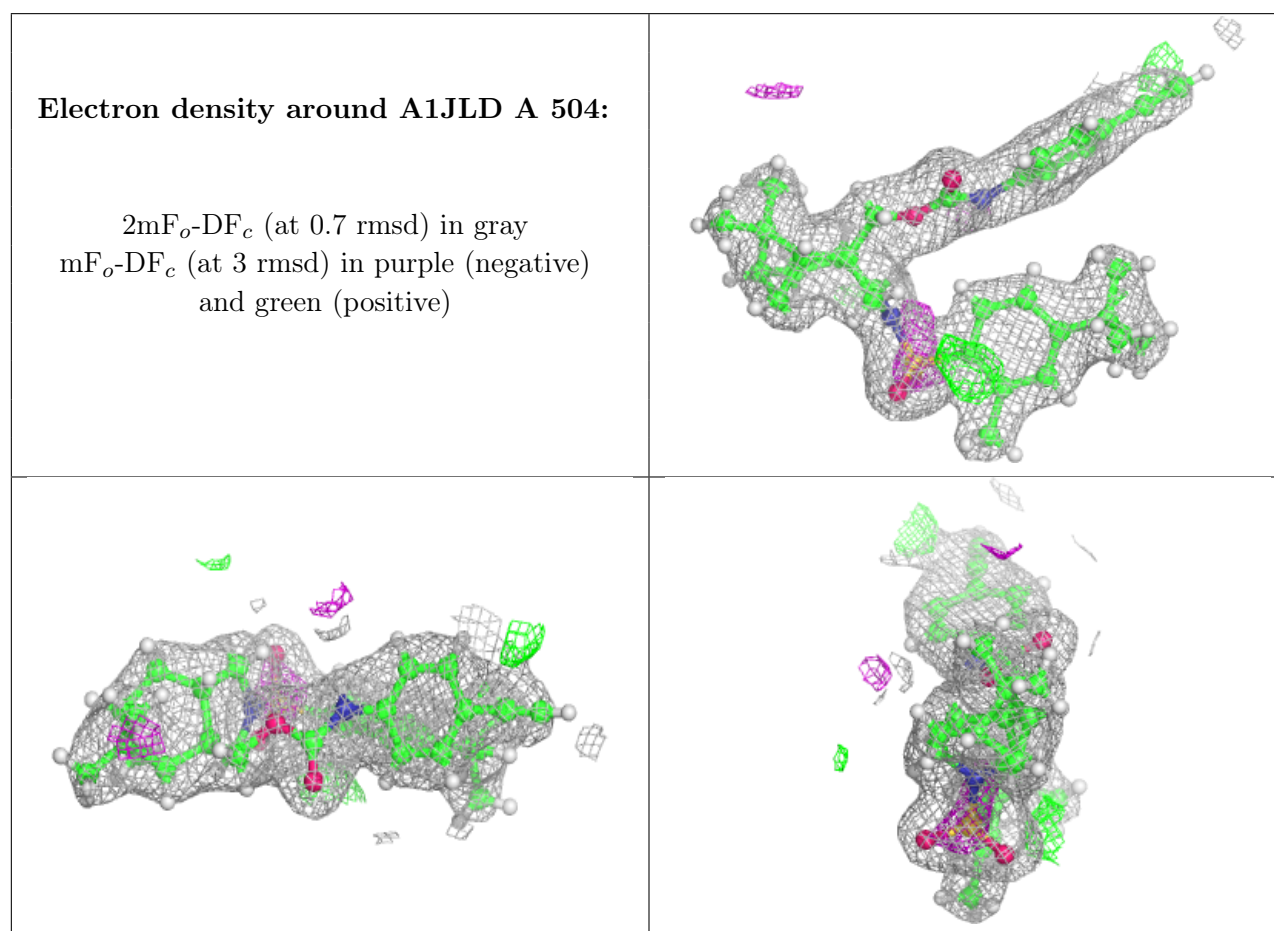 Electron density around A1JLD A 504:
2mFo-DFc (at 0.7 rmsd) in gray
mFo-DFc (at 3 rmsd) in purple (negative)
and green (positive)